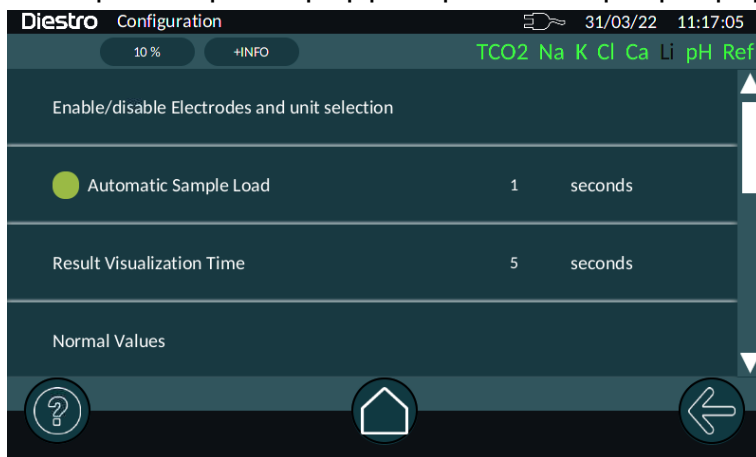 Diestro Configuration 31/03/22 11:17:05
10 % +INFO TCO2 Na K Cl Ca Li pH Ref
Enable/disable Electrodes and unit selection
Automatic Sample Load 1 seconds
Result Visualization Time 5 seconds
Normal Values
?